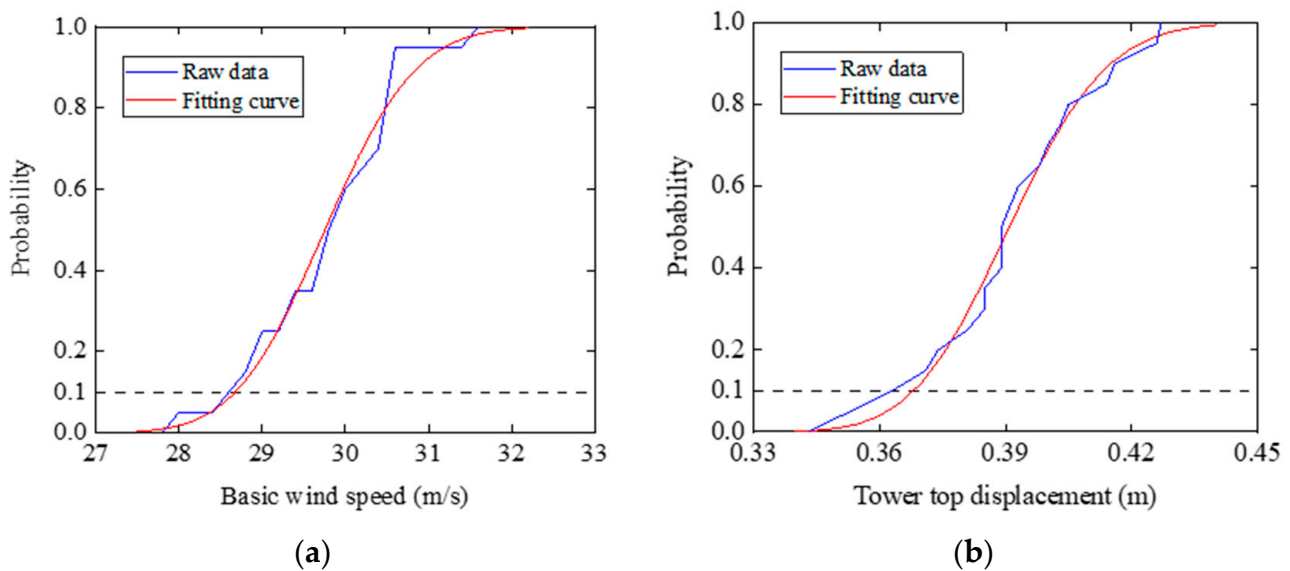 1.0
0.8
0.6
0.4
0.2
0.1
0.0
Probability
Raw data
Fitting curve
27 28 29 30 31 32 33
Basic wind speed (m/s)
(a)
1.0
0.8
0.6
0.4
0.2
0.1
0.0
Probability
Raw data
Fitting curve
0.33 0.36 0.39 0.42 0.45
Tower top displacement (m)
(b)